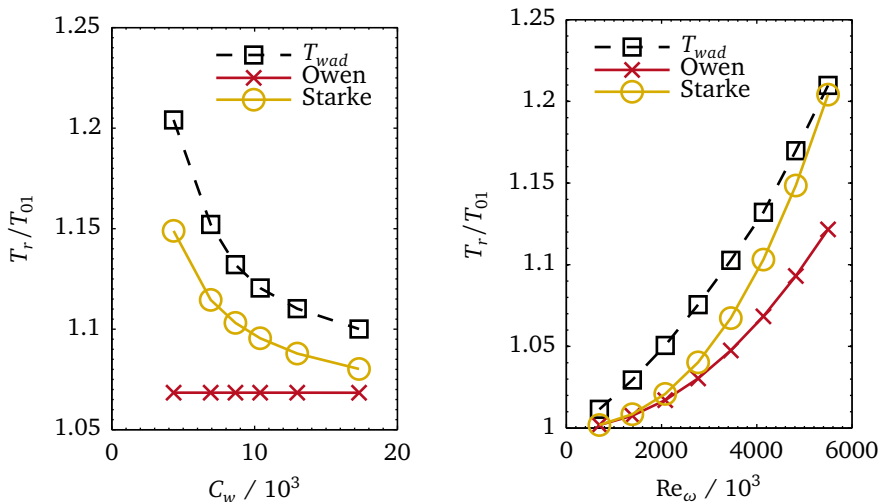 1.25
1.2
1.15
1.1
1.05
T_r/T_01
T_wad
Owen
Starke
0
10
20
C_w / 10^3
1.25
1.2
1.15
1.1
1.05
1
T_r/T_01
T_wad
Owen
Starke
0
2000
4000
6000
Re_ω / 10^3